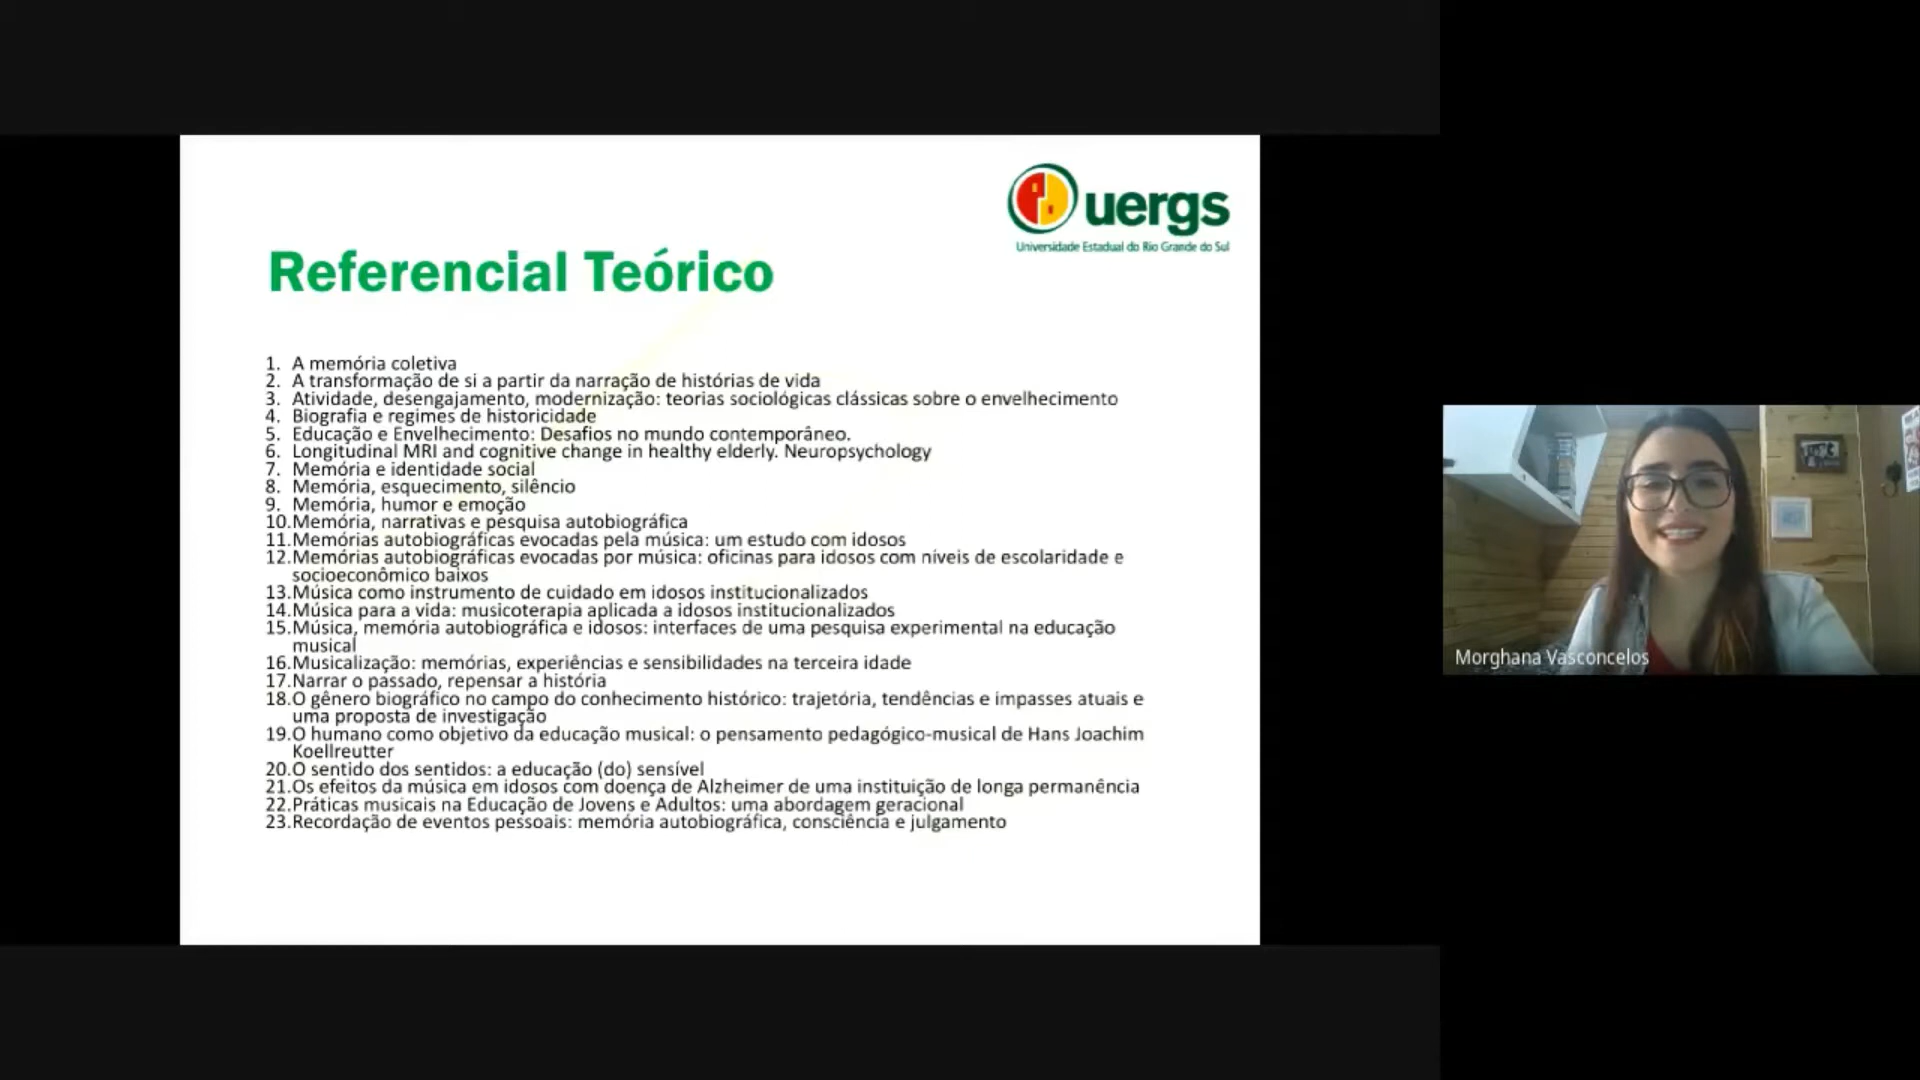 uergs
Universidade Estadual do Rio Grande do Sul
Referencial Teórico
1. A memória coletiva
2. A transformação de si a partir da narração de histórias de vida
3. Atividade, desengajamento, modernização: teorias sociológicas clássicas sobre o envelhecimento
4. Biografia e regimes de historicidade
5. Educação e Envelhecimento: Desafios no mundo contemporâneo.
6. Longitudinal MRI and cognitive change in healthy elderly. Neuropsychology
7. Memória e identidade social
8. Memória, esquecimento, silêncio
9. Memória, humor e emoção
10.Memória, narrativas e pesquisa autobiográfica
11.Memórias autobiográficas evocadas pela música: um estudo com idosos
12.Memórias autobiográficas evocadas por música: oficinas para idosos com níveis de escolaridade e
socioeconômico baixos
13.Música como instrumento de cuidado em idosos institucionalizados
14.Música para a vida: musicoterapia aplicada a idosos institucionalizados
15.Música, memória autobiográfica e idosos: interfaces de uma pesquisa experimental na educação
musical
16.Musicalização: memórias, experiências e sensibilidades na terceira idade
17.Narrar o passado, repensar a história
18.O gênero biográfico no campo do conhecimento histórico: trajetória, tendências e impasses atuais e
uma proposta de investigação
19.O humano como objetivo da educação musical: o pensamento pedagógico-musical de Hans Joachim
Koellreutter
20.O sentido dos sentidos: a educação (do) sensível
21.Os efeitos da música em idosos com doença de Alzheimer de uma instituição de longa permanência
22.Práticas musicais na Educação de Jovens e Adultos: uma abordagem geracional
23.Recordação de eventos pessoais: memória autobiográfica, consciência e julgamento
Morghana Vasconcelos